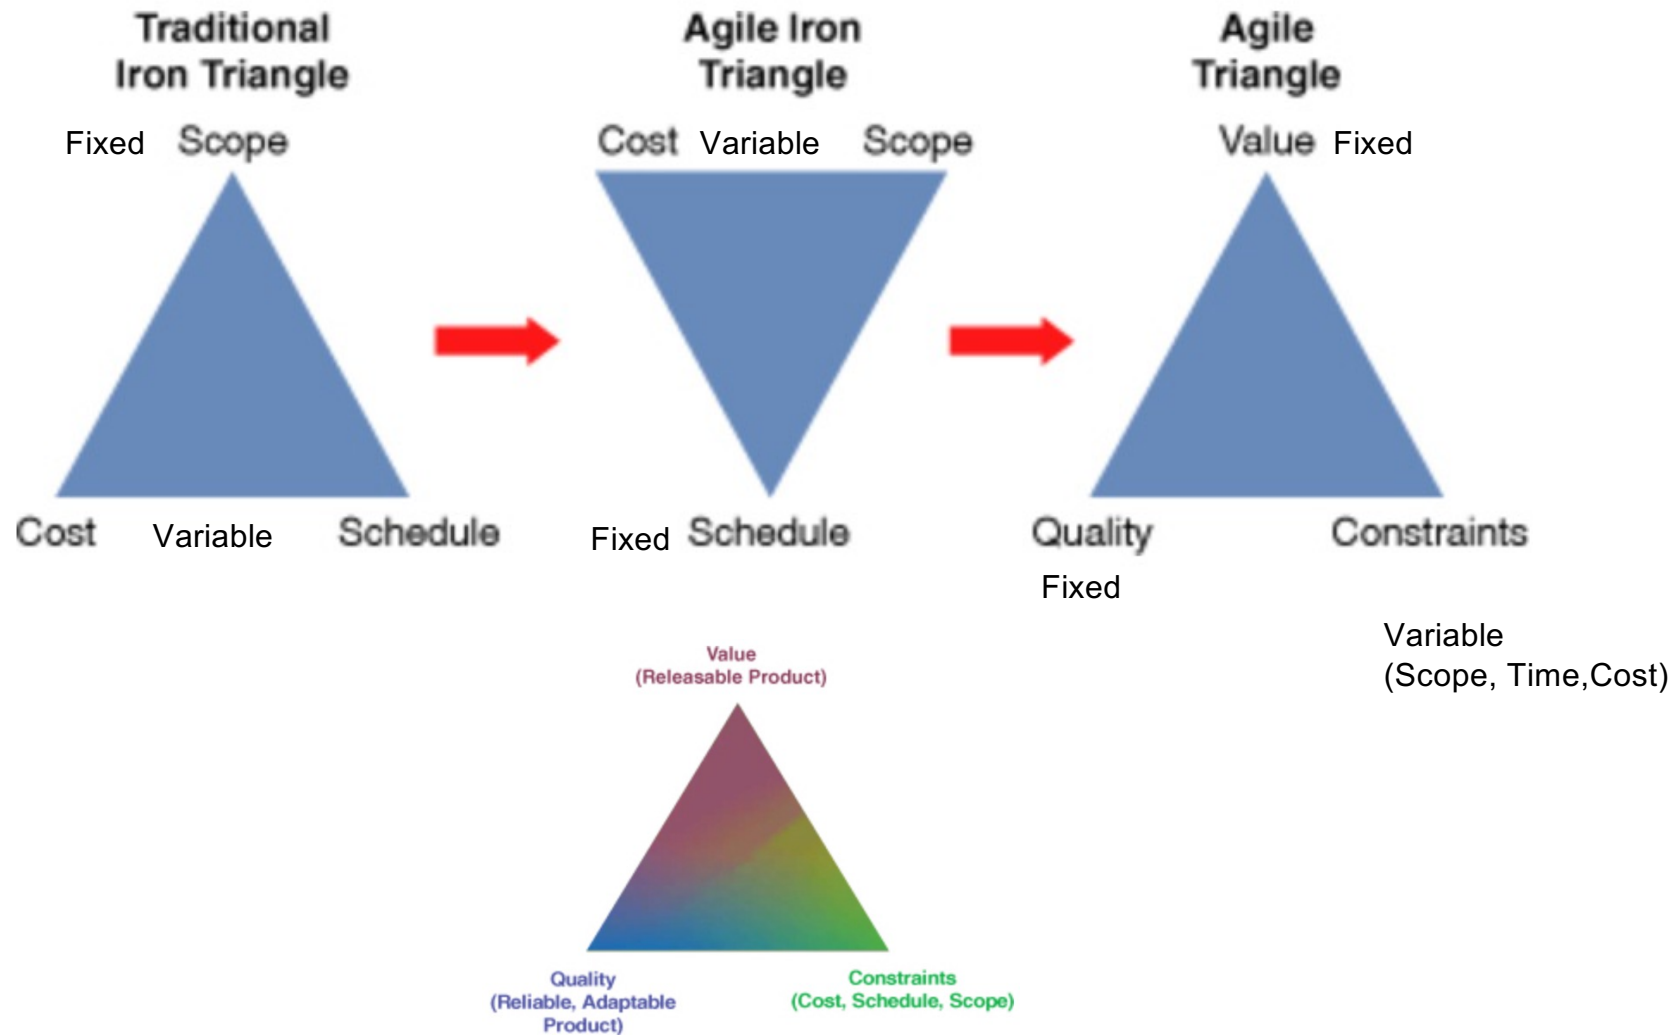 Traditional
Iron Triangle
Agile Iron
Triangle
Agile
Triangle
Fixed Scope
Cost Variable Scope
Value Fixed
Cost Variable Schedule
Fixed Schedule
Quality Constraints
Fixed
Variable
(Scope, Time,Cost)
Value
(Releasable Product)
Quality
(Reliable, Adaptable
Product)
Constraints
(Cost, Schedule, Scope)